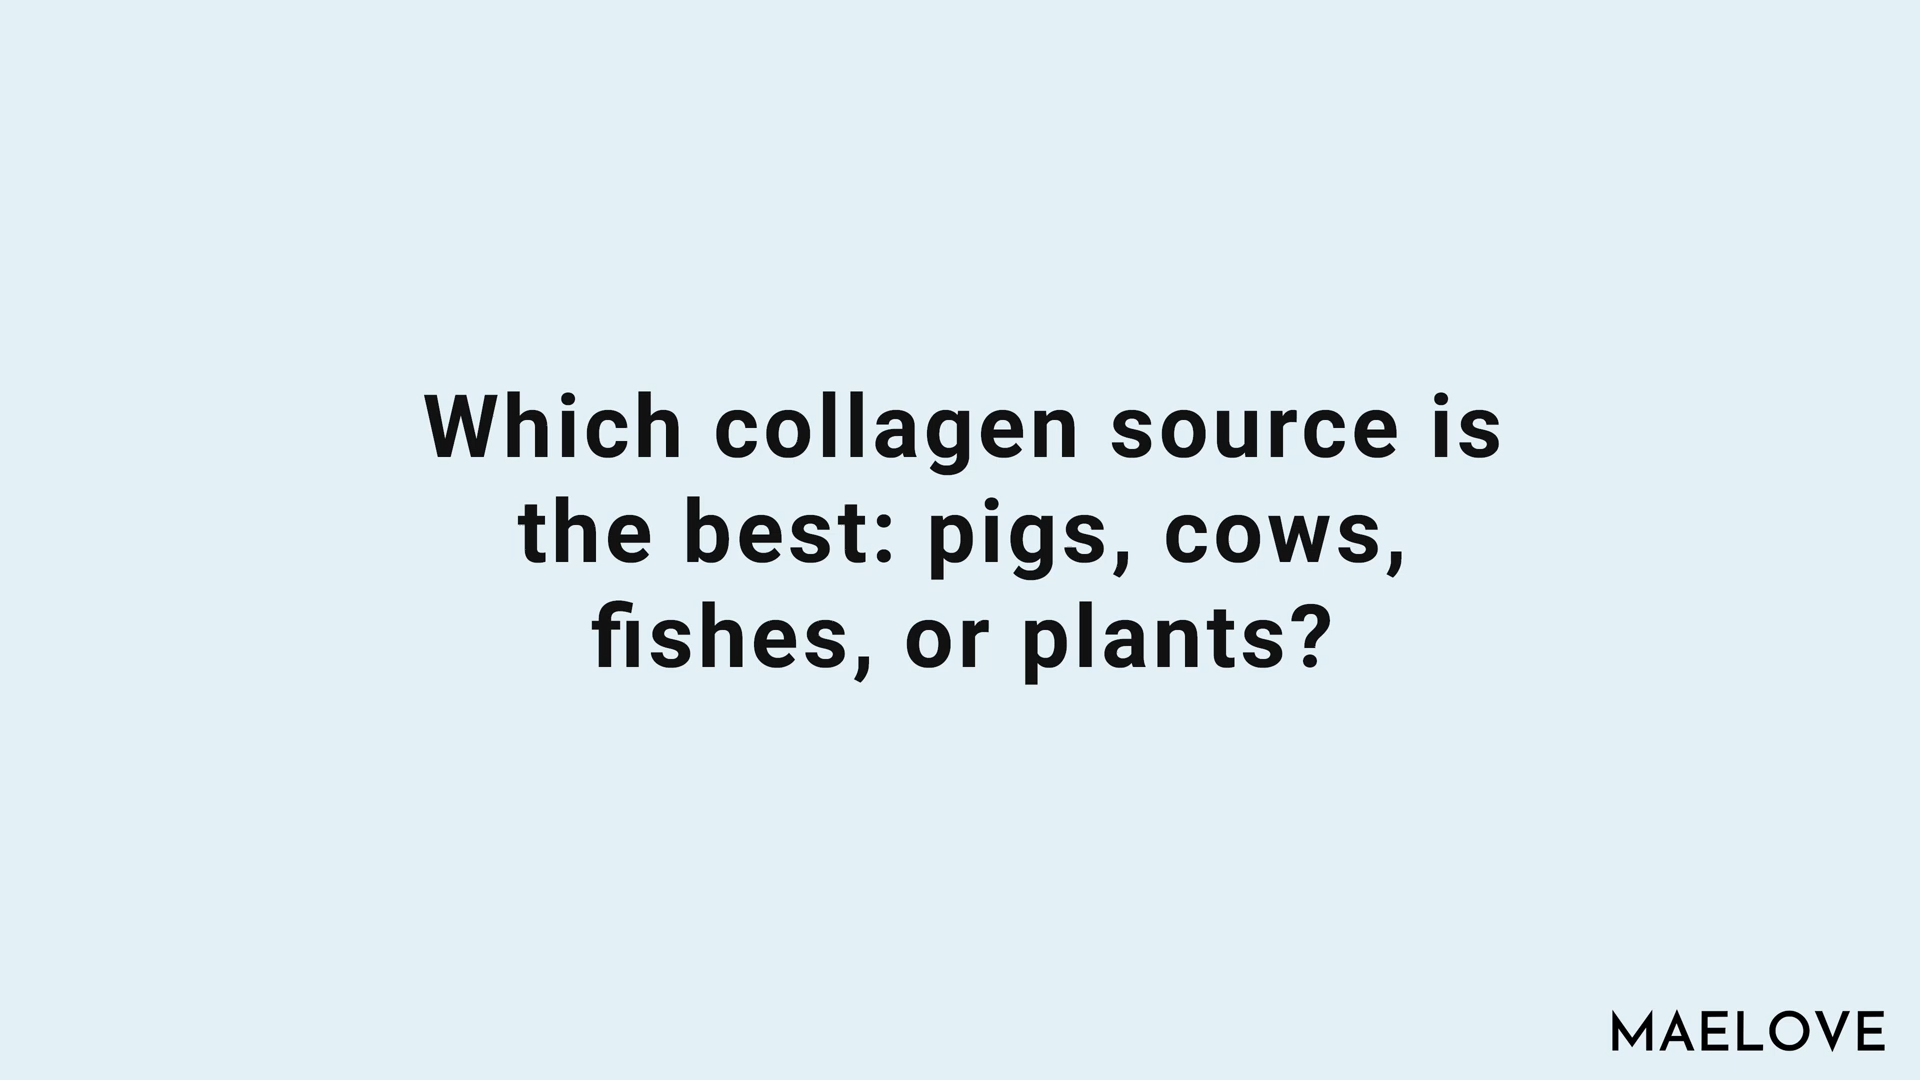 Which collagen source is
the best: pigs, cows,
fishes, or plants?
MAELOVE